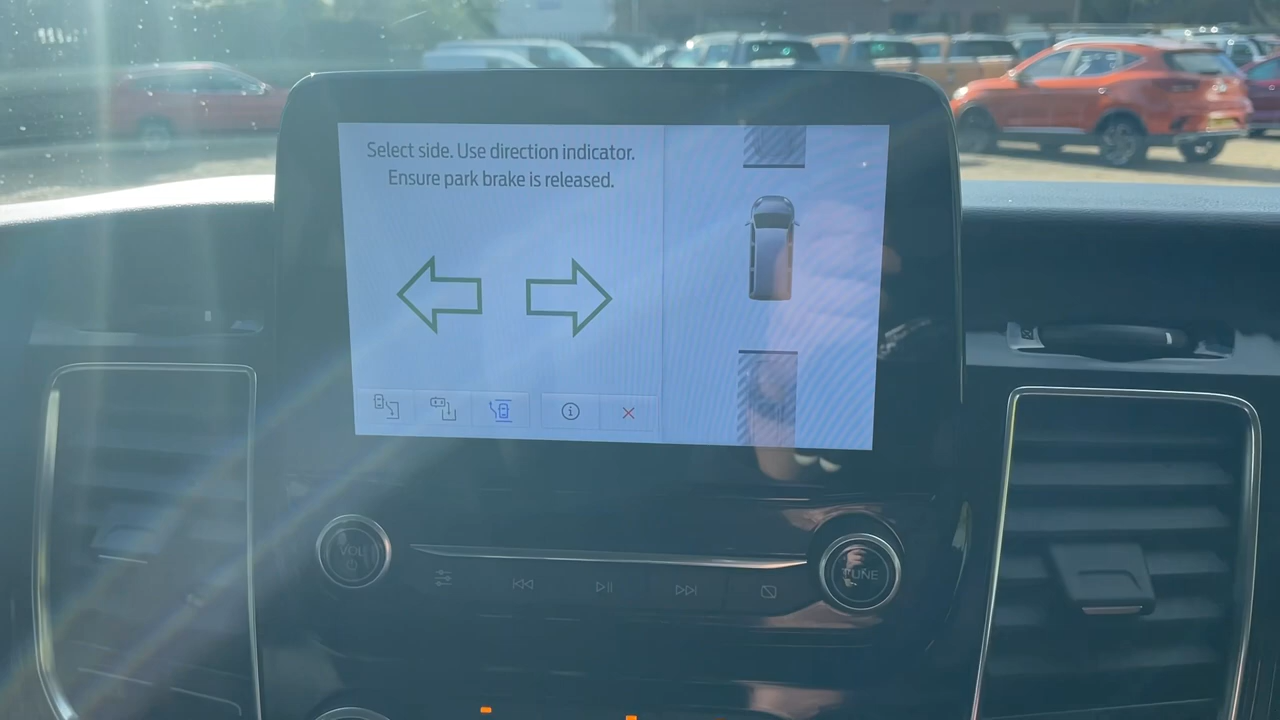 Select side. Use direction indicator.
Ensure park brake is released.
VOL
TUNE